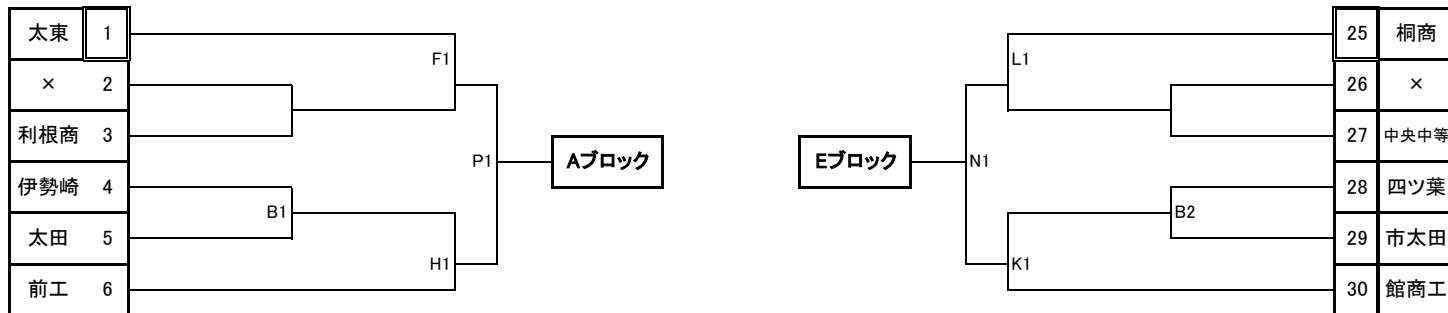 太東 1
× 2
利根商 3
伊勢崎 4
太田 5
前工 6
F1
B1
H1
P1
Aブロック
Eブロック
N1
L1
B2
K1
25 桐商
26 ×
27 中央中等
28 四ツ葉
29 市太田
30 館商工